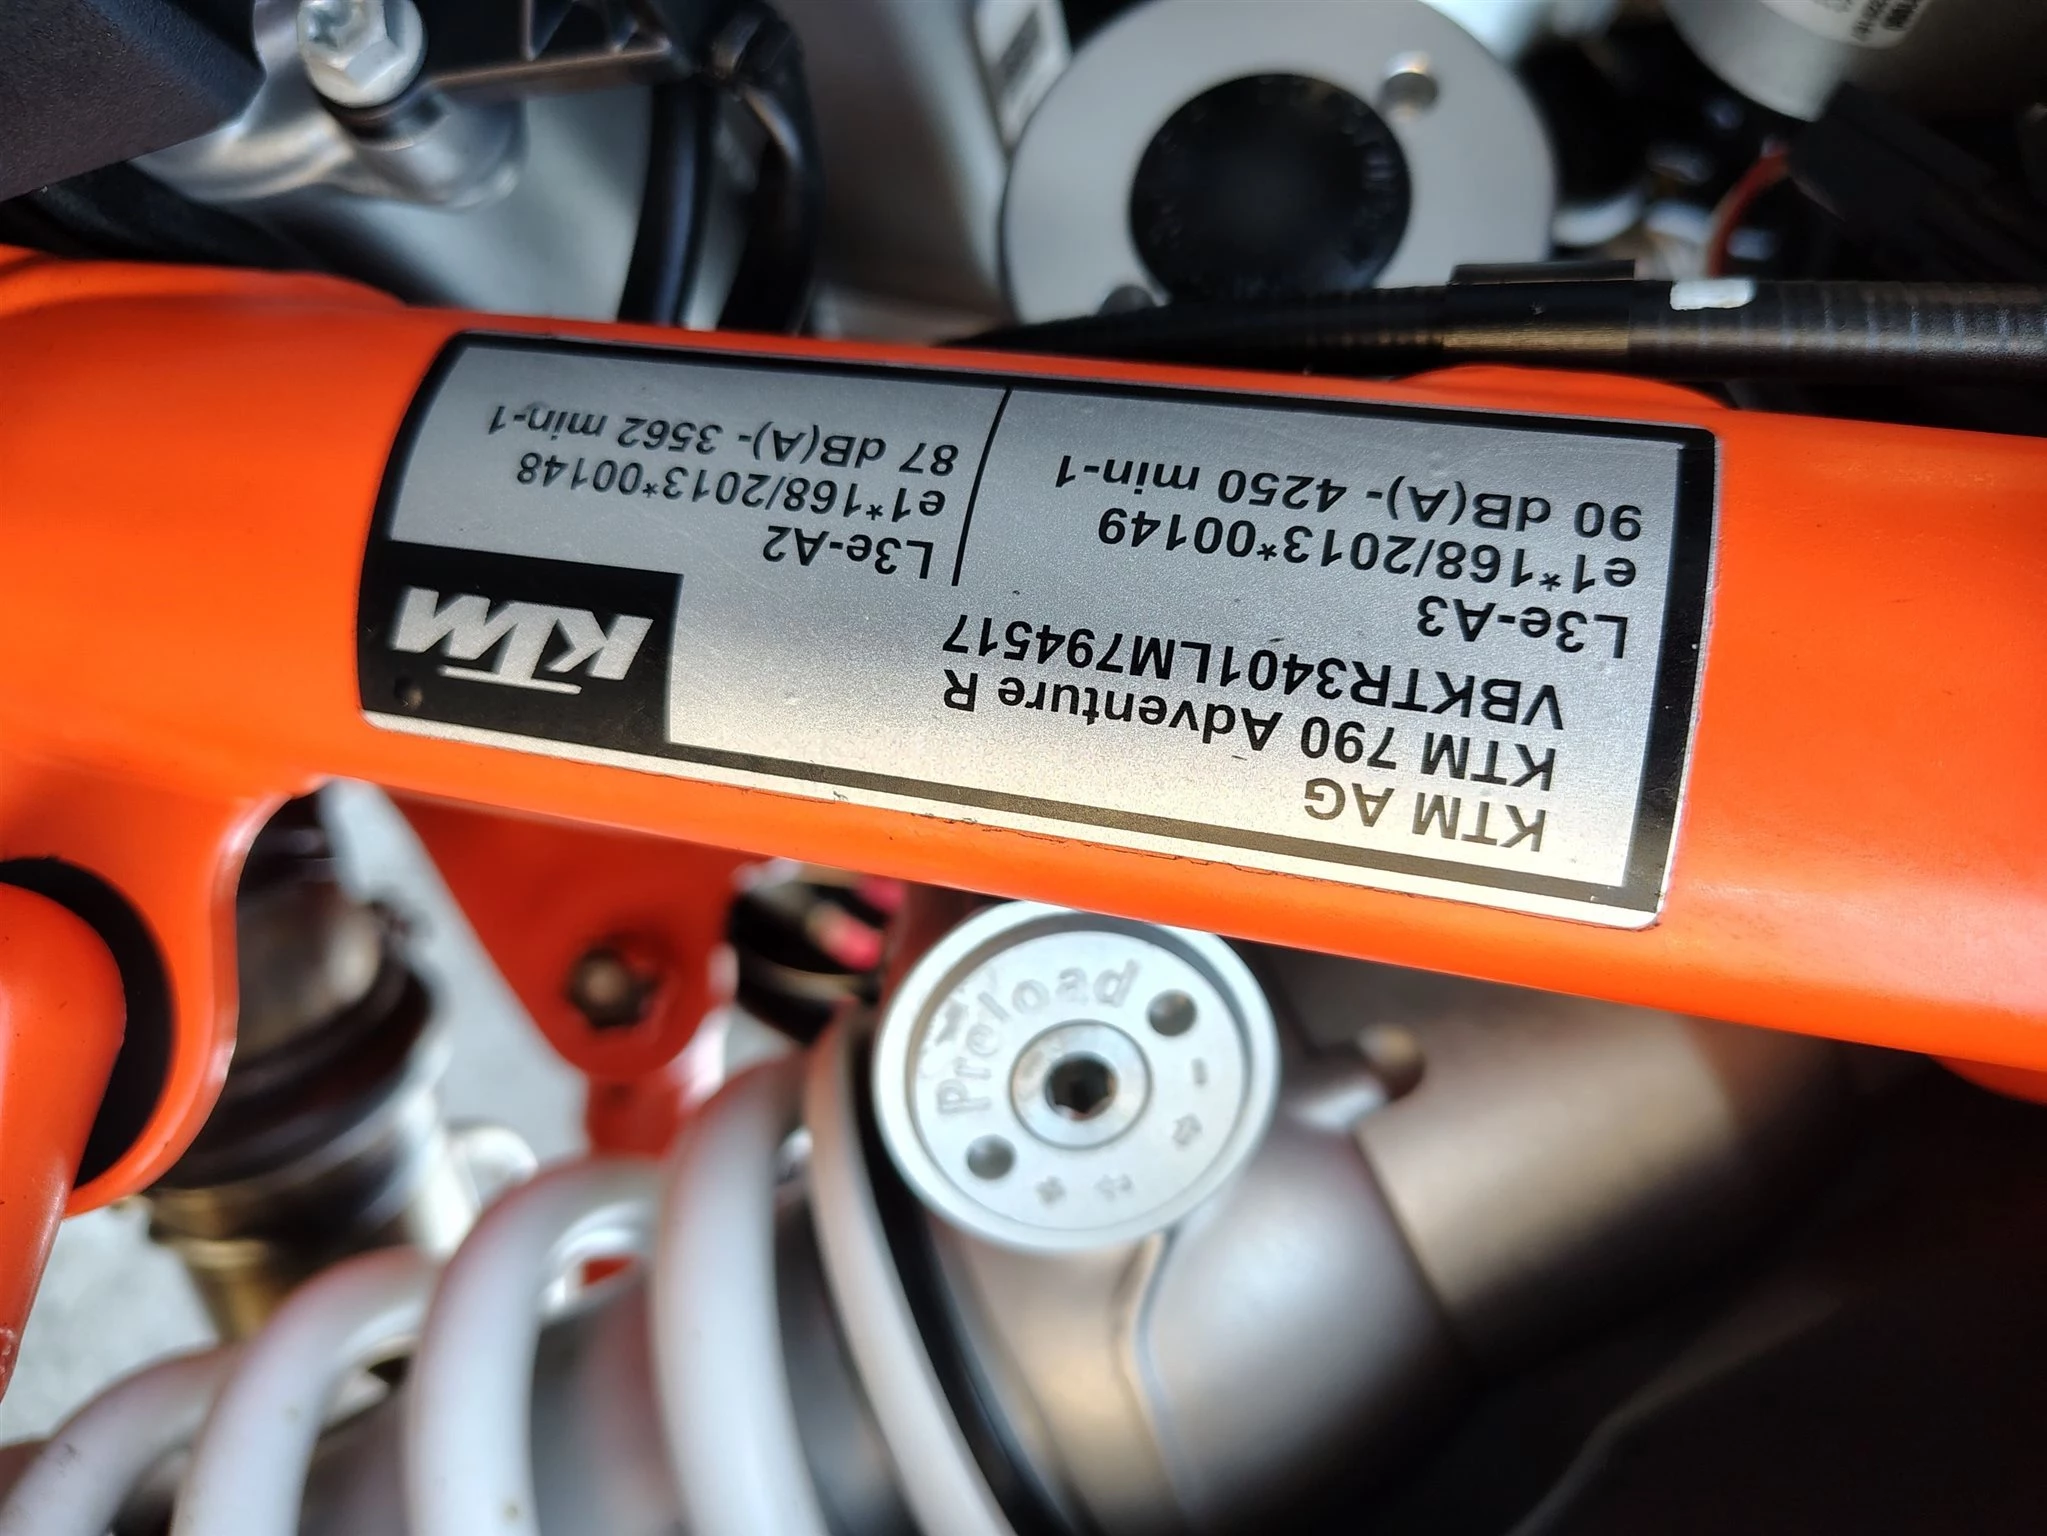 KTM AG
KTM 790 Adventure R
VBKTR3401LM794517
L3e-A3
e1*168/2013*00149
90 dB(A)- 4250 min-1
L3e-A2
e1*168/2013*00148
87 dB(A)- 3562 min-1
KTM
Preload